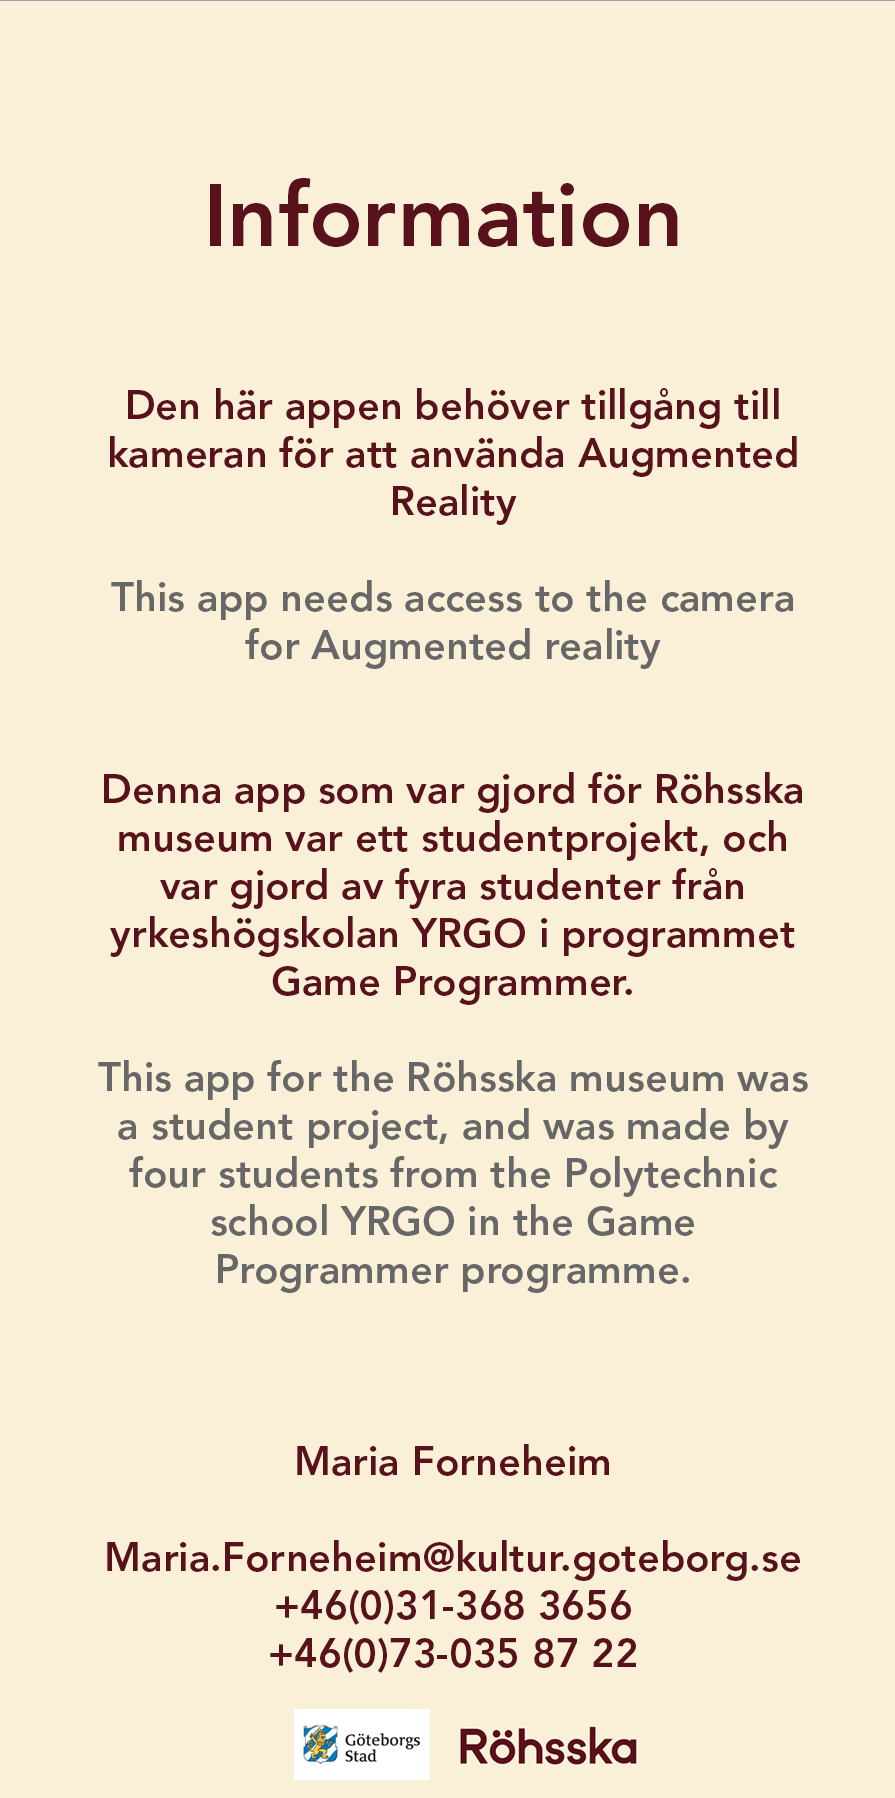 Information
Den här appen behöver tillgång till
kameran för att använda Augmented
Reality
This app needs access to the camera
for Augmented reality
Denna app som var gjord för Röhsska
museum var ett studentprojekt, och
var gjord av fyra studenter från
yrkeshögskolan YRGO i programmet
Game Programmer.
This app for the Röhsska museum was
a student project, and was made by
four students from the Polytechnic
school YRGO in the Game
Programmer programme.
Maria Forneheim
Maria.Forneheim@kultur.goteborg.se
+46(0)31-368 3656
+46(0)73-035 87 22
Göteborgs
Stad
Röhsska